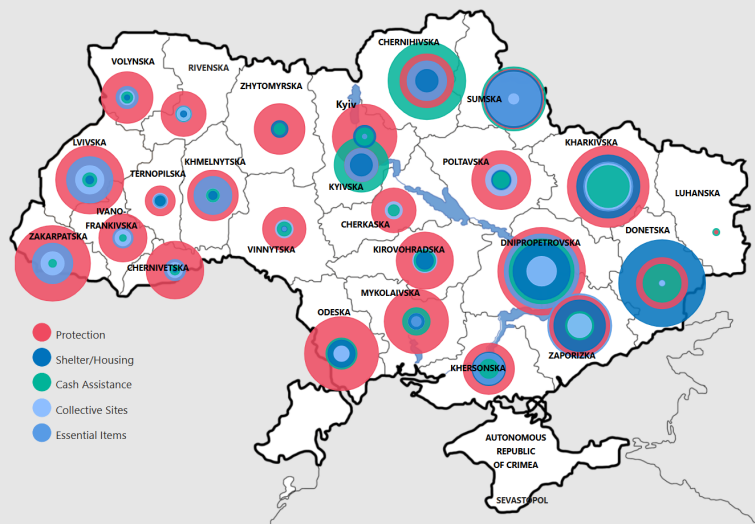 CHERNIHIVSKA
VOLYNSKA
RIVENSKA
ZHYTOMYRSKA
Kyiv
SUMSKA
LVIVSKA
KHARKIVSKA
TERNOPILSKA
KHMELNYTSKA
POLTAVSKA
KYIVSKA
LUHANSKA
IVANO-
FRANKIVSKA
CHERKASKA
ZAKARPATSKA
DONETSKA
DNIPROPETROVSKA
VINNYTSKA
KIROVOHRADSKA
CHERNIVETSKA
MYKOLAIVSKA
ODESKA
ZAPORIZKA
KHERSONSKA
Protection
Shelter/Housing
Cash Assistance
Collective Sites
Essential Items
AUTONOMOUS
REPUBLIC
OF CRIMEA
SEVASTOPOL